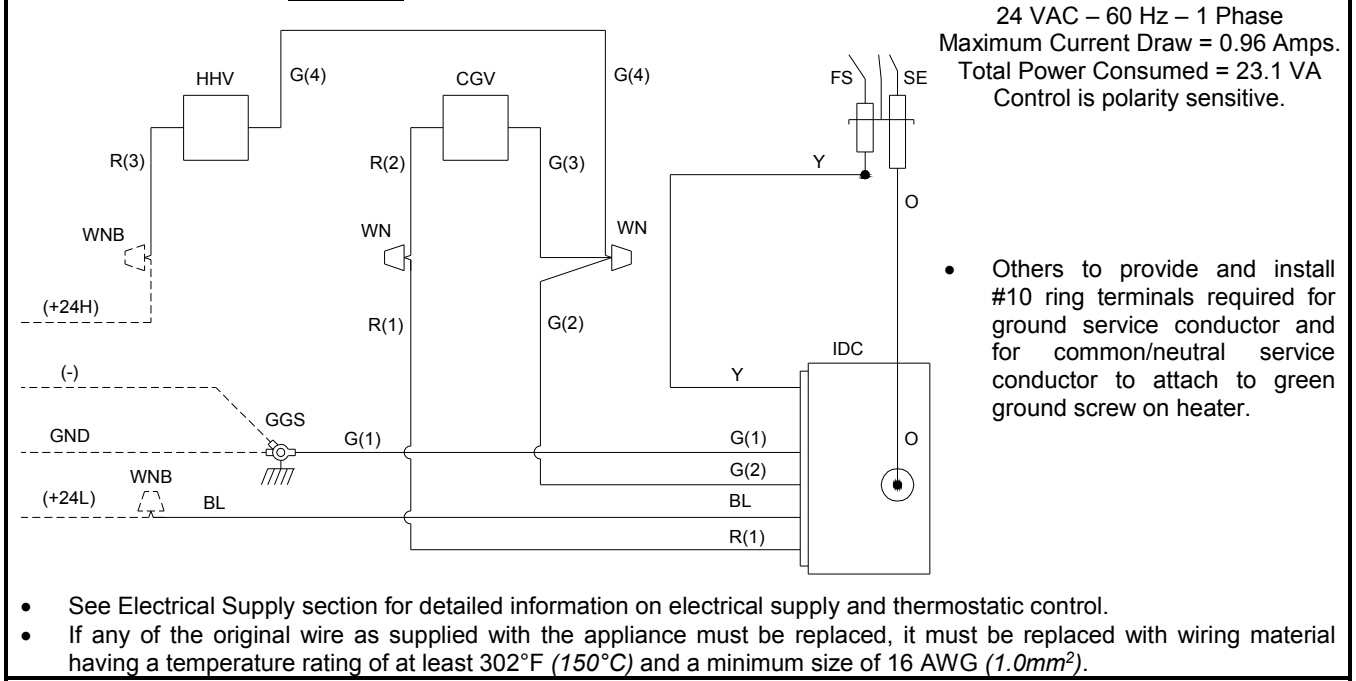 24 VAC – 60 Hz – 1 Phase
Maximum Current Draw = 0.96 Amps.
Total Power Consumed = 23.1 VA
Control is polarity sensitive.
HHV
G(4)
CGV
G(4)
FS
SE
R(3)
R(2)
G(3)
Y
O
WNB
WN
WN
(+24H)
R(1)
G(2)
IDC
(-)
Y
GGS
GND
G(1)
G(1)
O
WNB
G(2)
(+24L)
BL
BL
R(1)
• Others to provide and install
#10 ring terminals required for
ground service conductor and
for common/neutral service
conductor to attach to green
ground screw on heater.
• See Electrical Supply section for detailed information on electrical supply and thermostatic control.
• If any of the original wire as supplied with the appliance must be replaced, it must be replaced with wiring material
having a temperature rating of at least 302°F (150°C) and a minimum size of 16 AWG (1.0mm²).